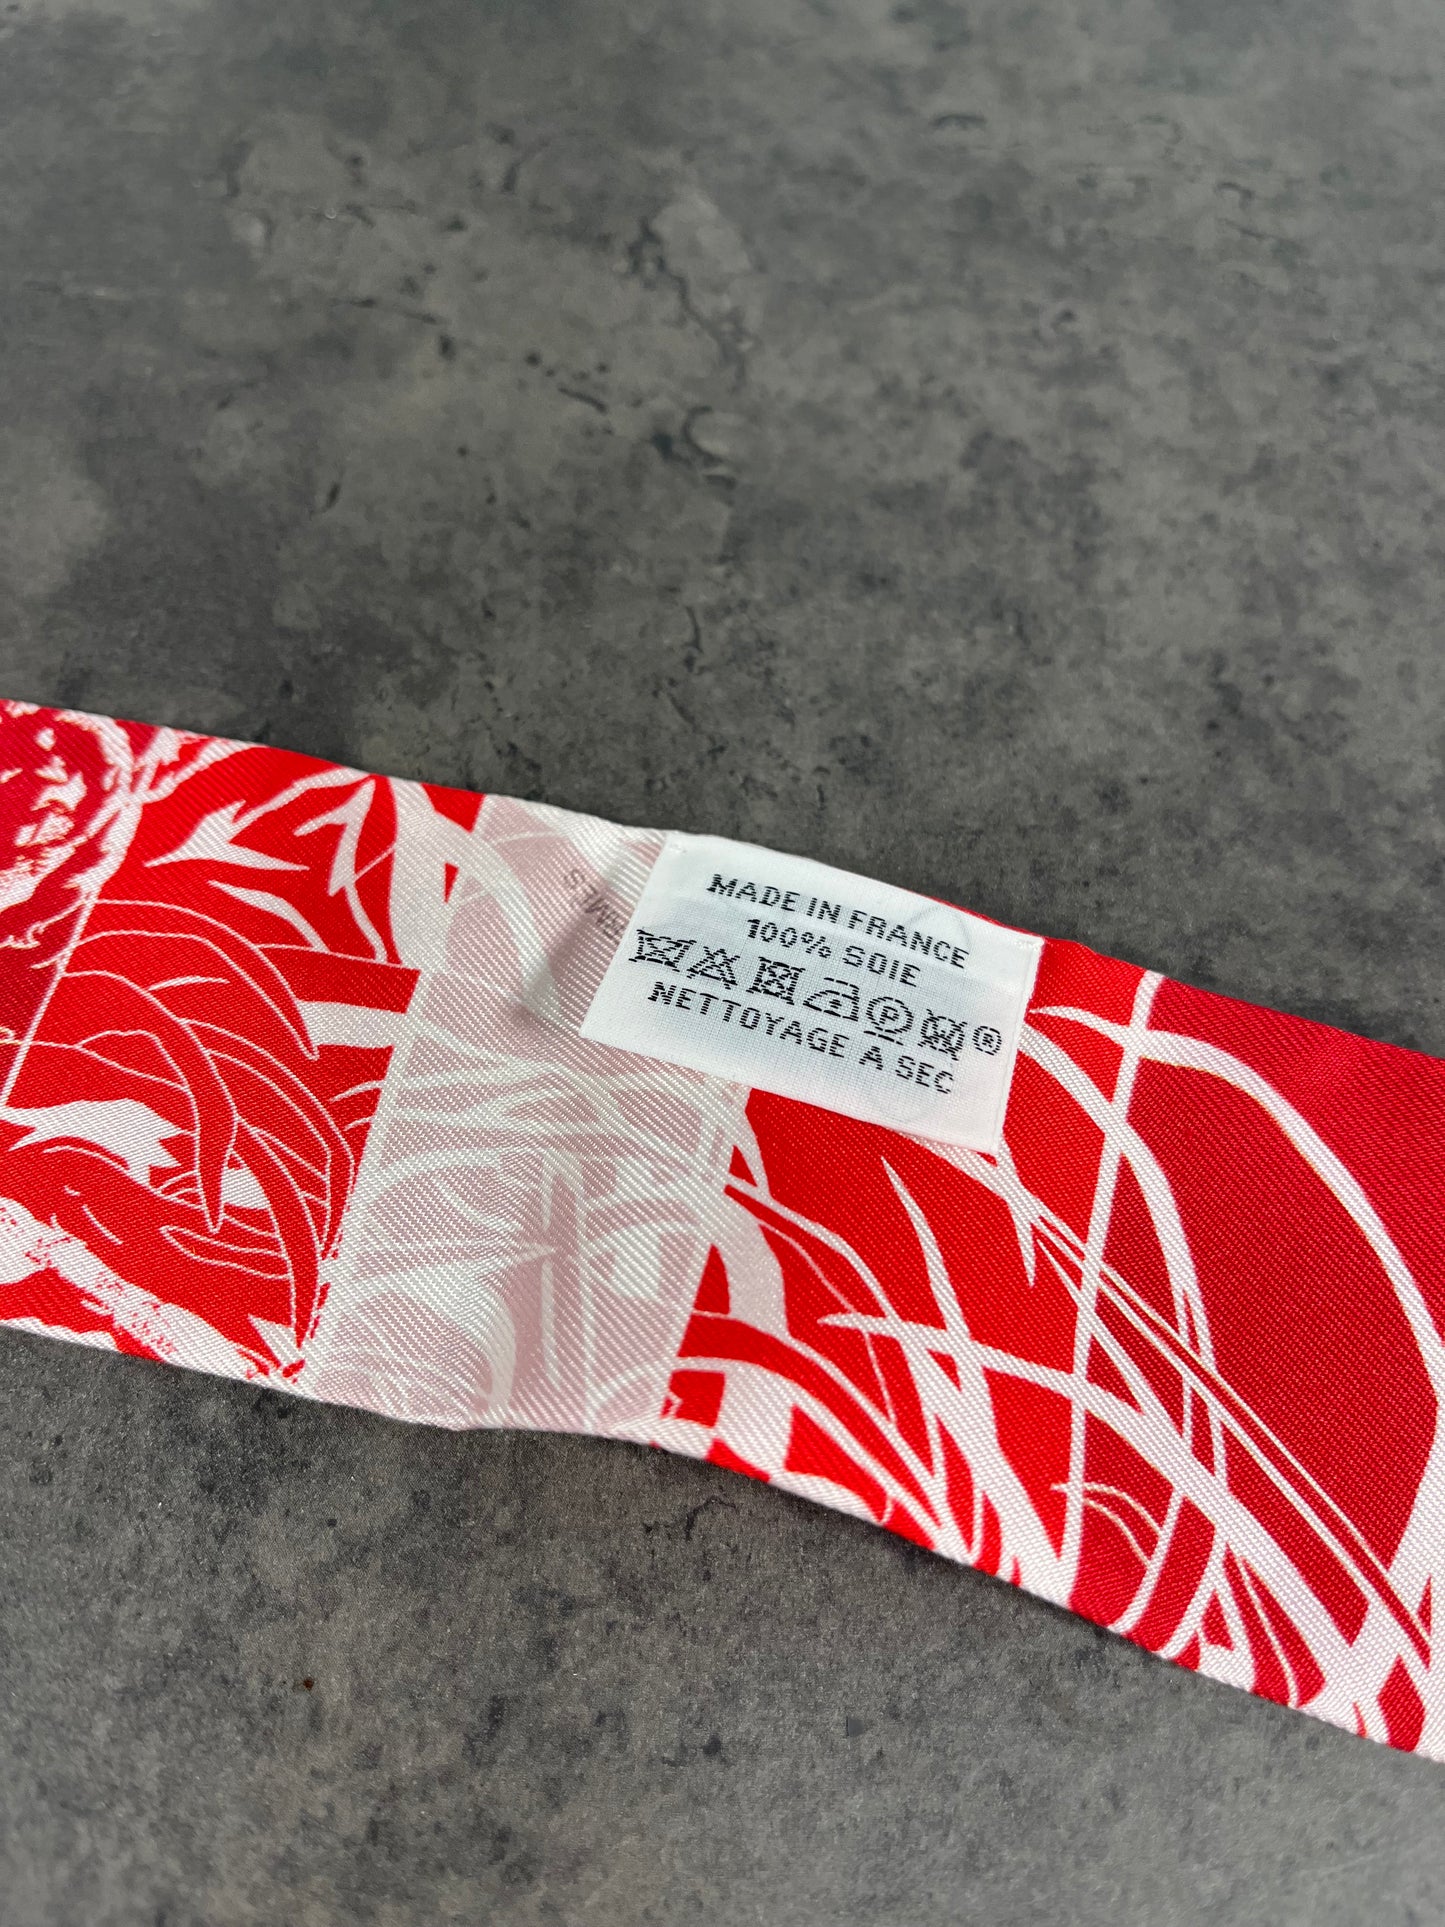 MADE IN FRANCE
100% SOIE
P ®
NETTOYAGE A SEC